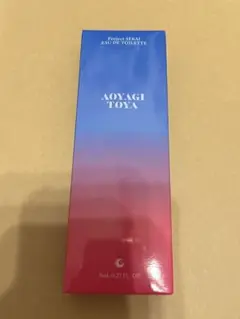 Project SEKAI
EAU DE TOILETTE
AOYAGI
TOYA